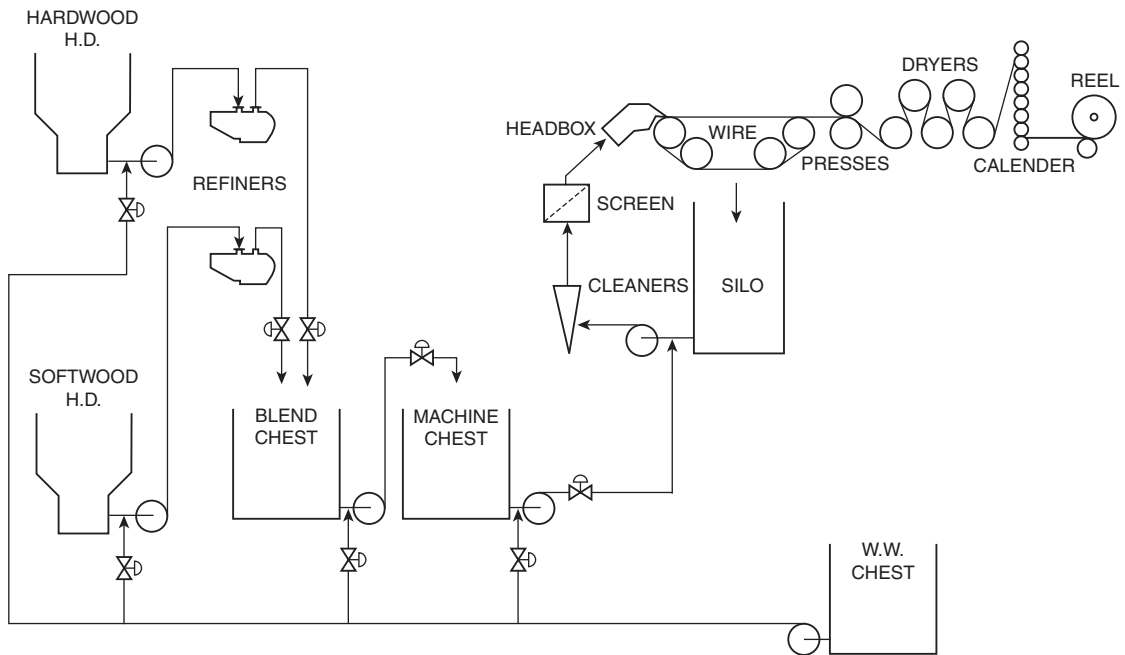 HARDWOOD
H.D.
REFINERS
SOFTWOOD
H.D.
BLEND
CHEST
MACHINE
CHEST
HEADBOX
WIRE
PRESSES
DRYERS
CALENDER
REEL
SCREEN
CLEANERS
SILO
W.W.
CHEST